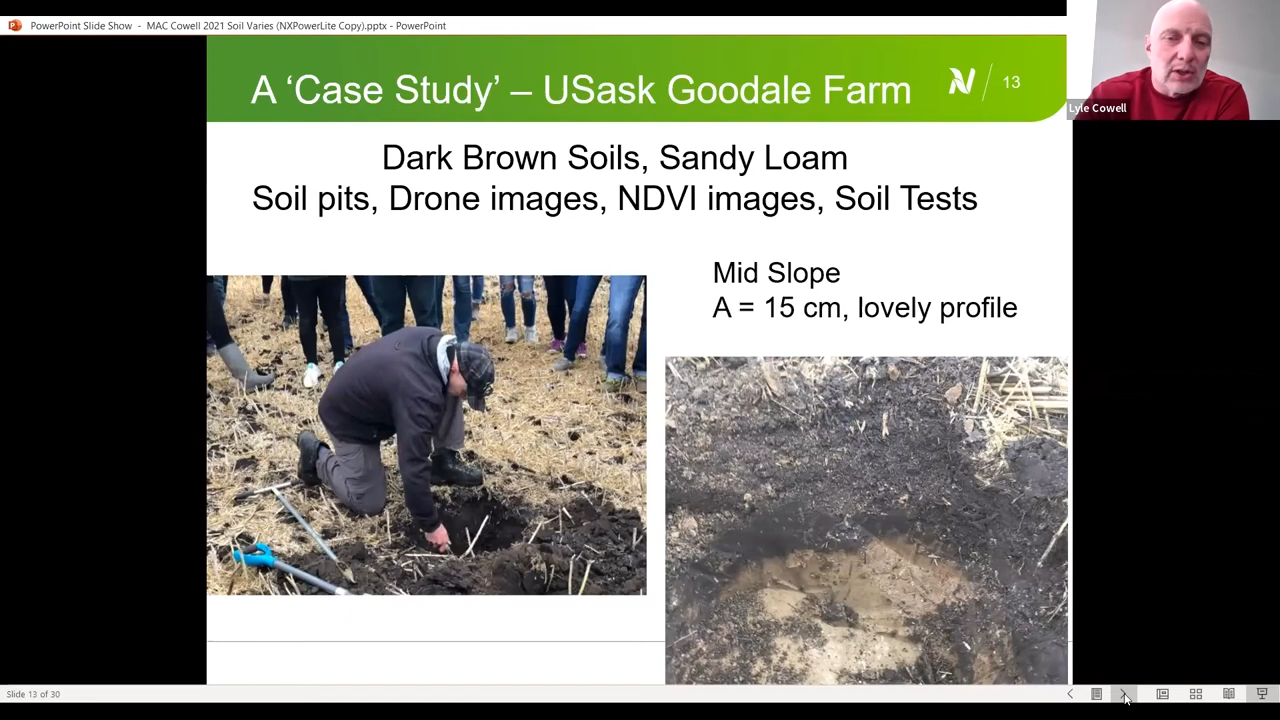 PowerPoint Slide Show - MAC Cowell 2021 Soil Varies (NXPowerLite Copy).pptx - PowerPoint
A ‘Case Study’ – USask Goodale Farm
13
Lyle Cowell
Dark Brown Soils, Sandy Loam
Soil pits, Drone images, NDVI images, Soil Tests
Mid Slope
A = 15 cm, lovely profile
Slide 13 of 30